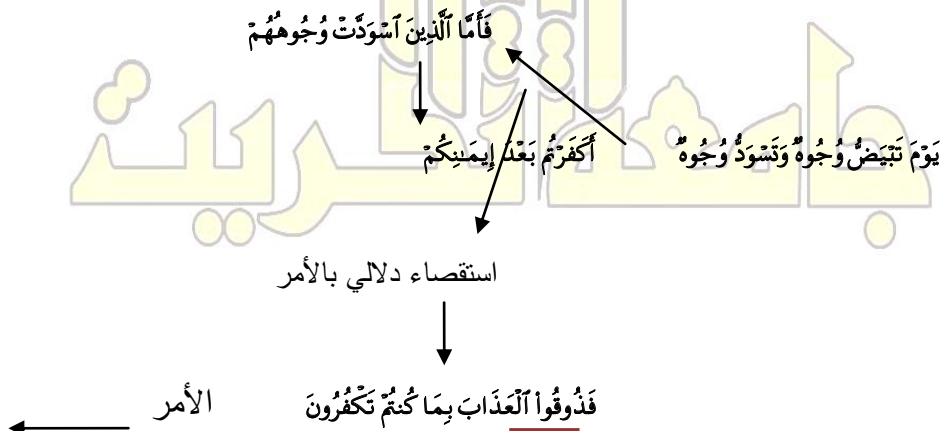 فَأَمَّا ٱلَّذِينَ ٱسْوَدَّتْ وُجُوهُهُمْ
يَوْمَ تَبْيَضُّ وُجُوهٌ وَتَسْوَدُّ وُجُوهٌ أَكَفَرْتُم بَعْدَ إِيمَـٰنِكُمْ
استقصاء دلالي بالأمر
فَذُوقُوا۟ ٱلْعَذَابَ بِمَا كُنتُمْ تَكْفُرُونَ الأمر